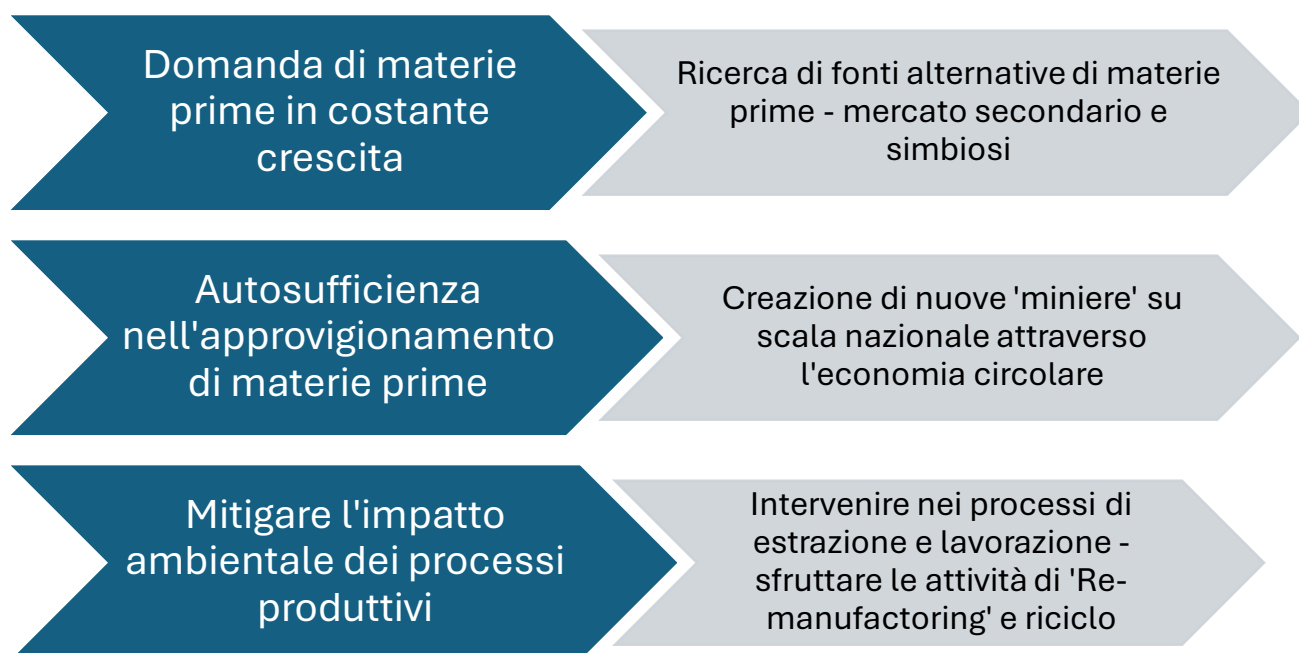 Domanda di materie
prime in costante
crescita
Ricerca di fonti alternative di materie
prime - mercato secondario e
simbiosi
Autosufficienza
nell'approvigionamento
di materie prime
Creazione di nuove 'miniere' su
scala nazionale attraverso
l'economia circolare
Mitigare l'impatto
ambientale dei processi
produttivi
Intervenire nei processi di
estrazione e lavorazione -
sfruttare le attività di 'Re-
manufactoring' e riciclo